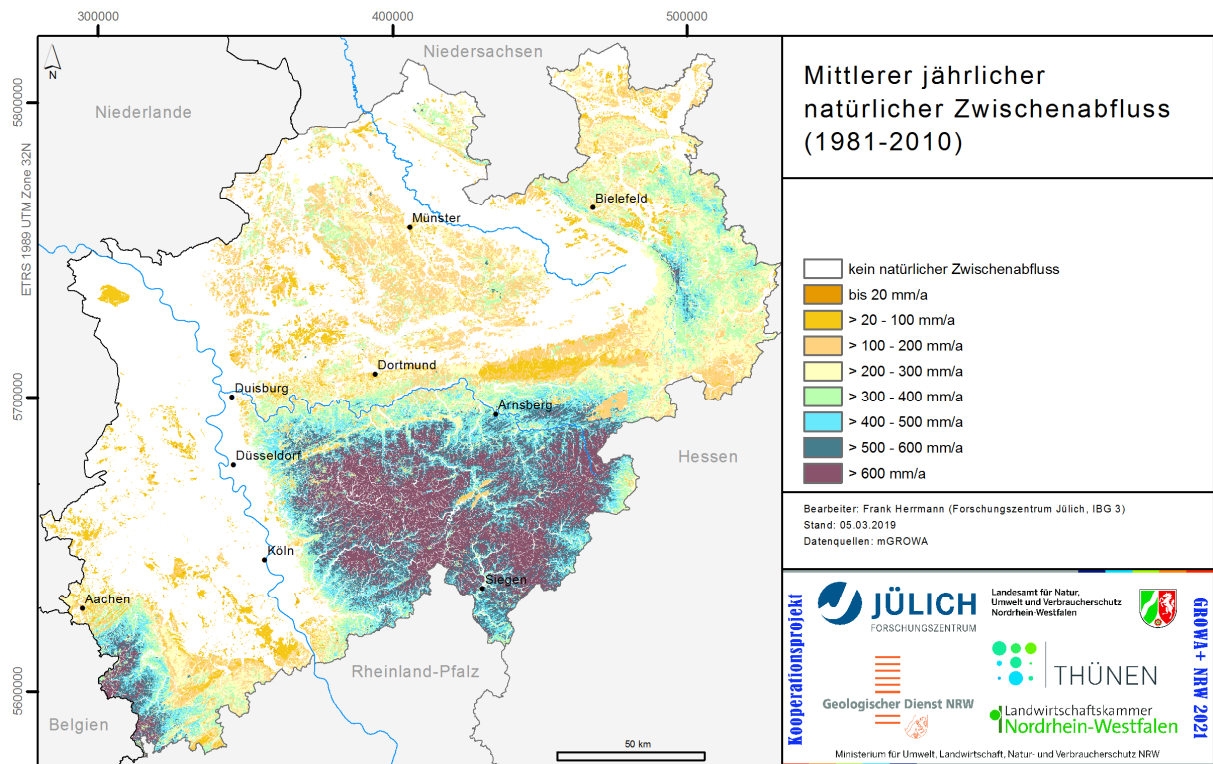 300000
400000
500000
5800000
5700000
5600000
ETRS 1989 UTM Zone 32N
N
Niedersachsen
Niederlande
Bielefeld
Münster
Dortmund
Duisburg
Arnsberg
Düsseldorf
Hessen
Köln
Siegen
Aachen
Rheinland-Pfalz
Belgien
50 km
Mittlerer jährlicher
natürlicher Zwischenabfluss
(1981-2010)
kein natürlicher Zwischenabfluss
bis 20 mm/a
> 20 - 100 mm/a
> 100 - 200 mm/a
> 200 - 300 mm/a
> 300 - 400 mm/a
> 400 - 500 mm/a
> 500 - 600 mm/a
> 600 mm/a
Bearbeiter: Frank Herrmann (Forschungszentrum Jülich, IBG 3)
Stand: 05.03.2019
Datenquellen: mGROWA
Kooperationsprojekt
JÜLICH
FORSCHUNGSZENTRUM
Landesamt für Natur,
Umwelt und Verbraucherschutz
Nordrhein-Westfalen
GROWA+ NRW 2021
Geologischer Dienst NRW
THÜNEN
Landwirtschaftskammer
Nordrhein-Westfalen
Ministerium für Umwelt, Landwirtschaft, Natur- und Verbraucherschutz NRW